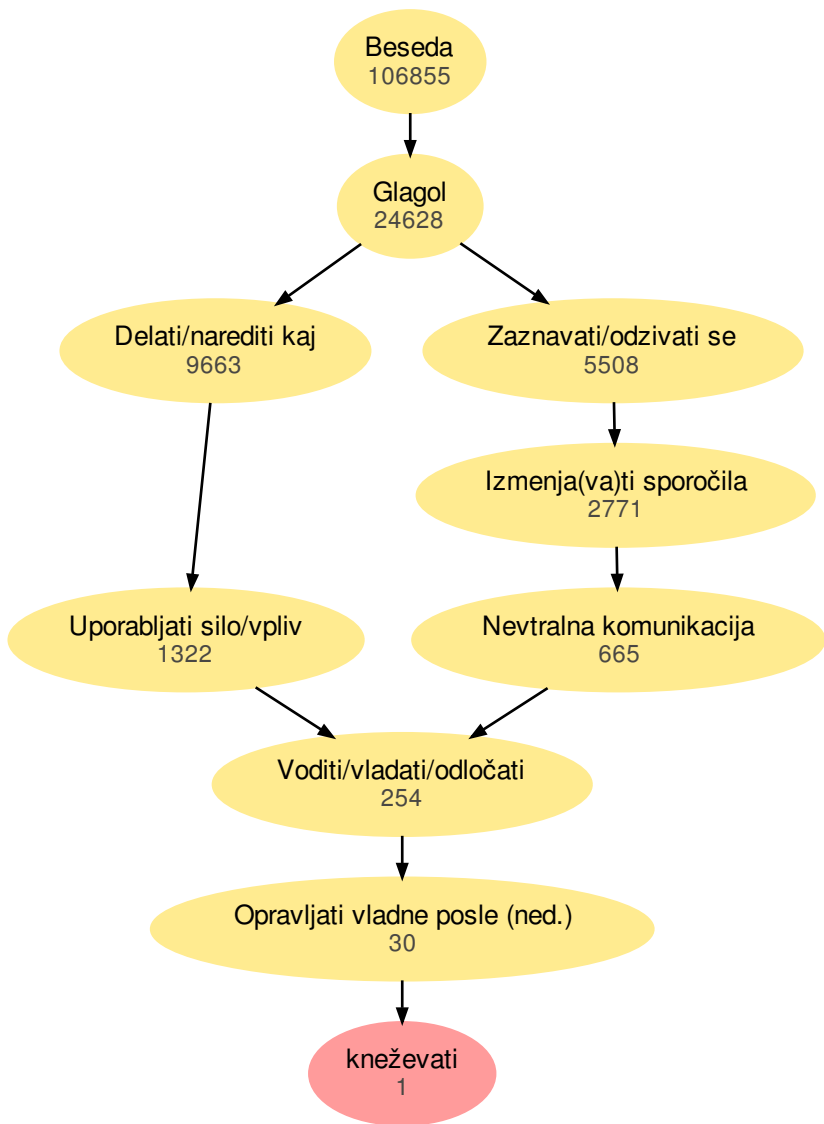 Beseda
106855
Glagol
24628
Delati/narediti kaj
9663
Zaznavati/odzivati se
5508
Izmenja(va)ti sporočila
2771
Uporabljati silo/vpliv
1322
Nevtralna komunikacija
665
Voditi/vladati/odločati
254
Opravljati vladne posle (ned.)
30
kneževati
1